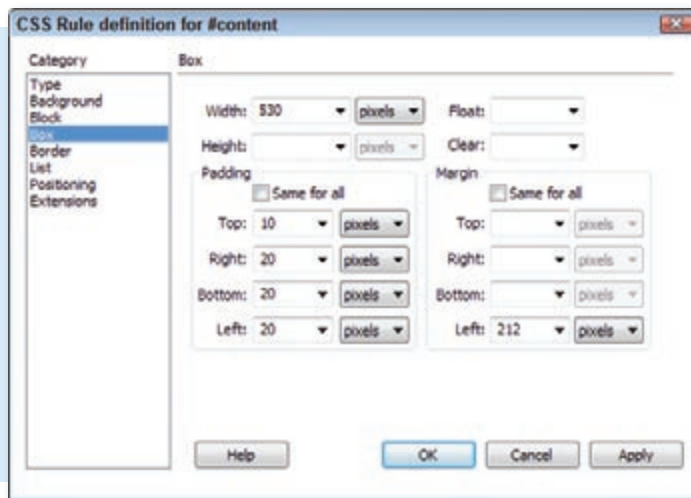 CSS Rule definition for #content
Category
Box
Type
Background
Block
Box
Border
List
Positioning
Extensions
Width: 530 pixels Float:
Height: pixels Clear:
Padding Margin
Same for all Same for all
Top: 10 pixels Top: pixels
Right: 20 pixels Right: pixels
Bottom: 20 pixels Bottom: pixels
Left: 20 pixels Left: 212 pixels
Help OK Cancel Apply